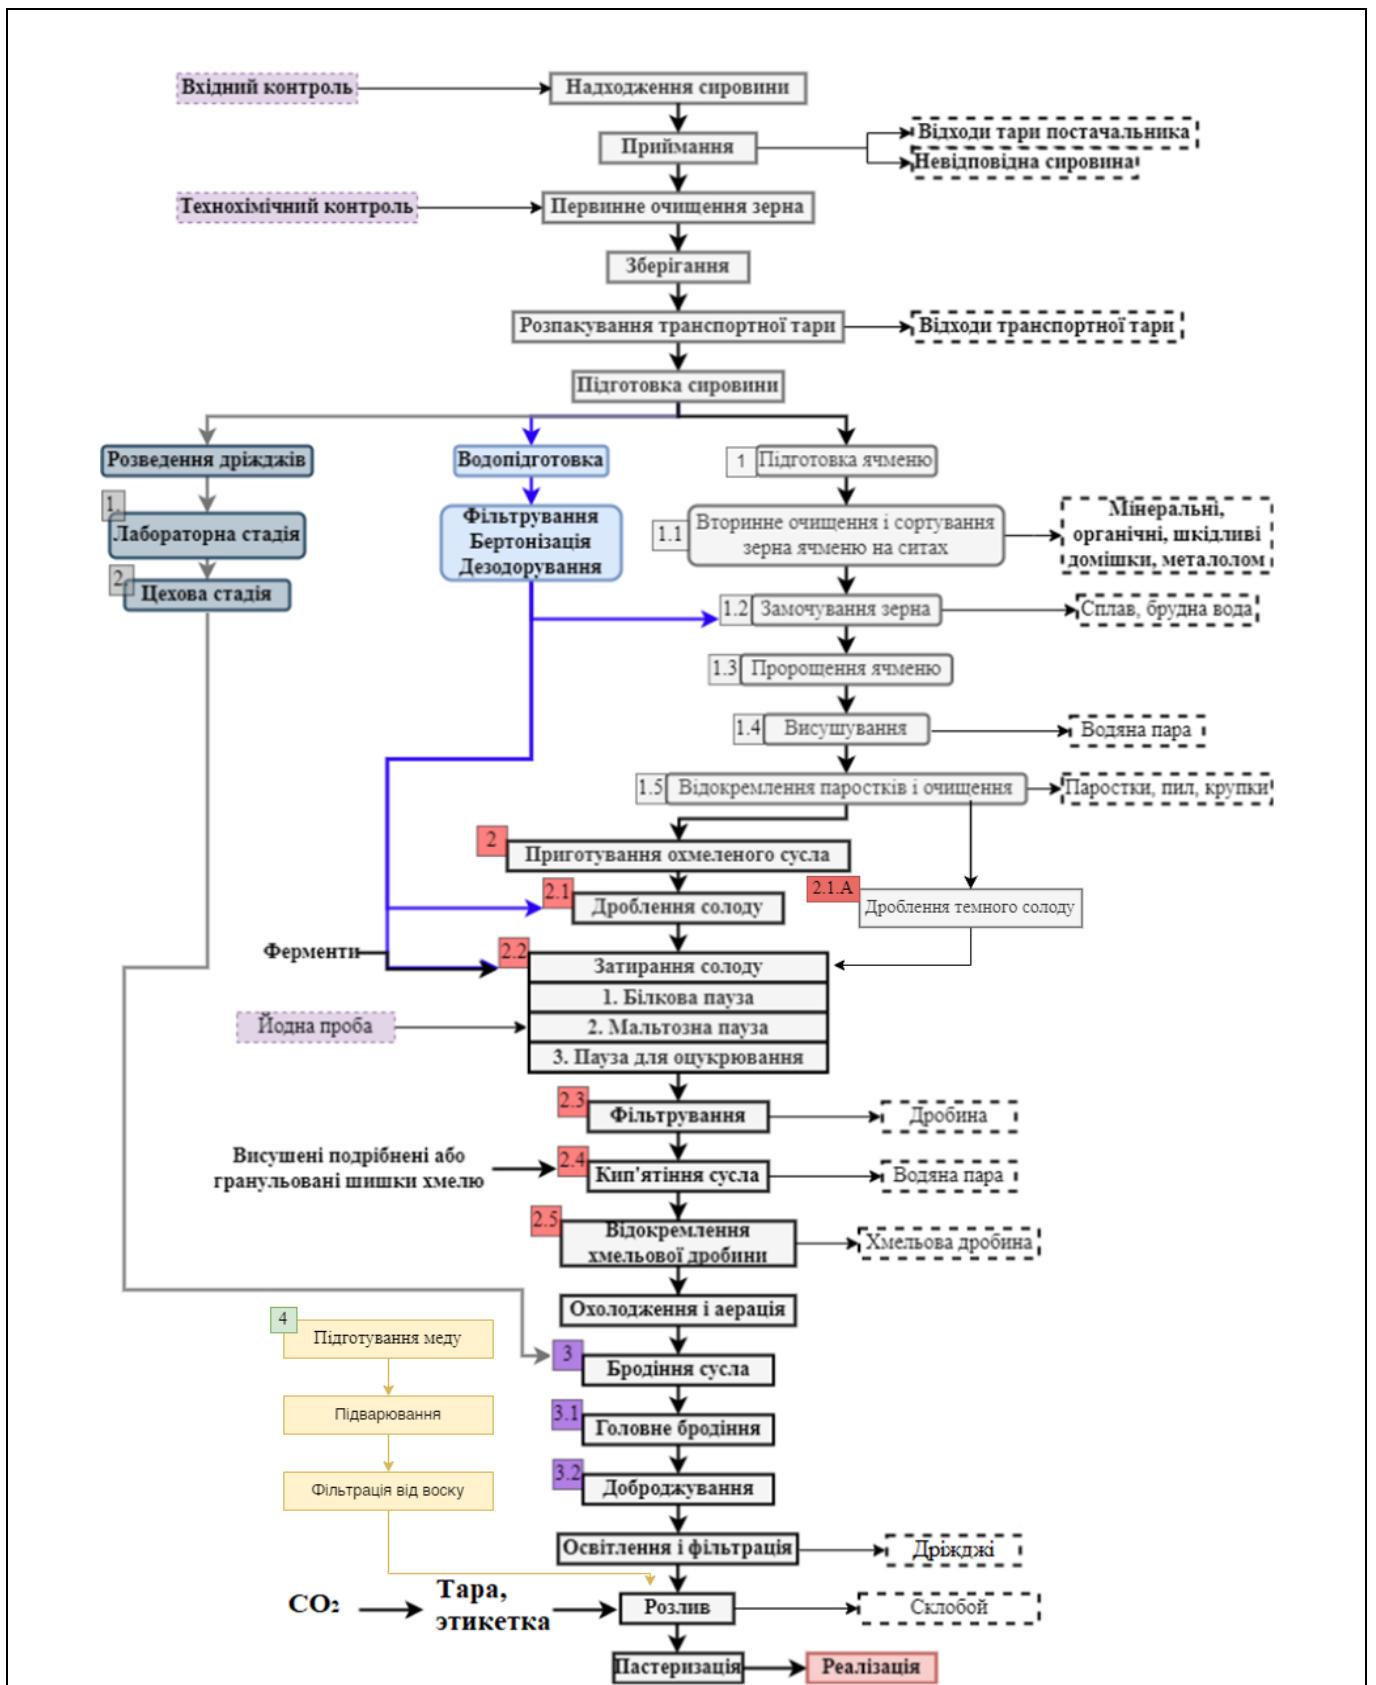 Вхідний контроль
Надходження сировини
Приймання
Відходи тари постачальника
Невідповідна сировина
Технохімічний контроль
Первинне очищення зерна
Зберігання
Розпакування транспортної тари
Відходи транспортної тари
Підготовка сировини
Розведення дріжджів
Водопідготовка
1
Підготовка ячменю
1.
Лабораторна стадія
Фільтрування
Бертонізація
Дезодорування
1.1
Вторинне очищення і сортування
зерна ячменю на ситах
Мінеральні,
органічні, шкідливі
домішки, металолом
2.
Цехова стадія
1.2
Замочування зерна
Сплав, брудна вода
1.3
Пророщення ячменю
1.4
Висушування
Водяна пара
1.5
Відокремлення паростків і очищення
Паростки, пил, крупки
2
Приготування охмеленого сусла
2.1
Дроблення солоду
2.1.А
Дроблення темного солоду
Ферменти
2.2
Затирання солоду
1. Білкова пауза
Йодна проба
2. Мальтозна пауза
3. Пауза для оцукрювання
2.3
Фільтрування
Дробина
Висушені подрібнені або
гранульовані шишки хмелю
2.4
Кип'ятіння сусла
Водяна пара
2.5
Відокремлення
хмельової дробини
Хмельова дробина
Охолодження і аерація
4
Підготування меду
3
Бродіння сусла
Підварювання
3.1
Головне бродіння
Фільтрація від воску
3.2
Доброджування
Освітлення і фільтрація
Дріжджі
CO₂
Тара,
этикетка
Розлив
Склобой
Пастеризація
Реалізація